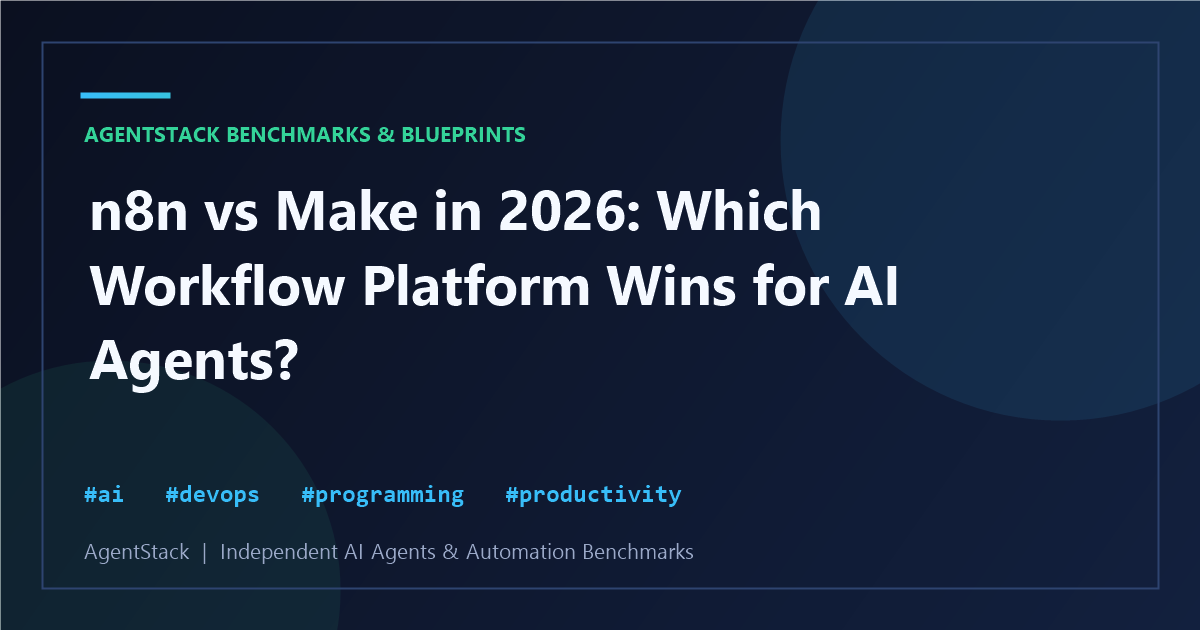 AGENTSTACK BENCHMARKS & BLUEPRINTS
n8n vs Make in 2026: Which
Workflow Platform Wins for AI
Agents?
#ai #devops #programming #productivity
AgentStack | Independent AI Agents & Automation Benchmarks